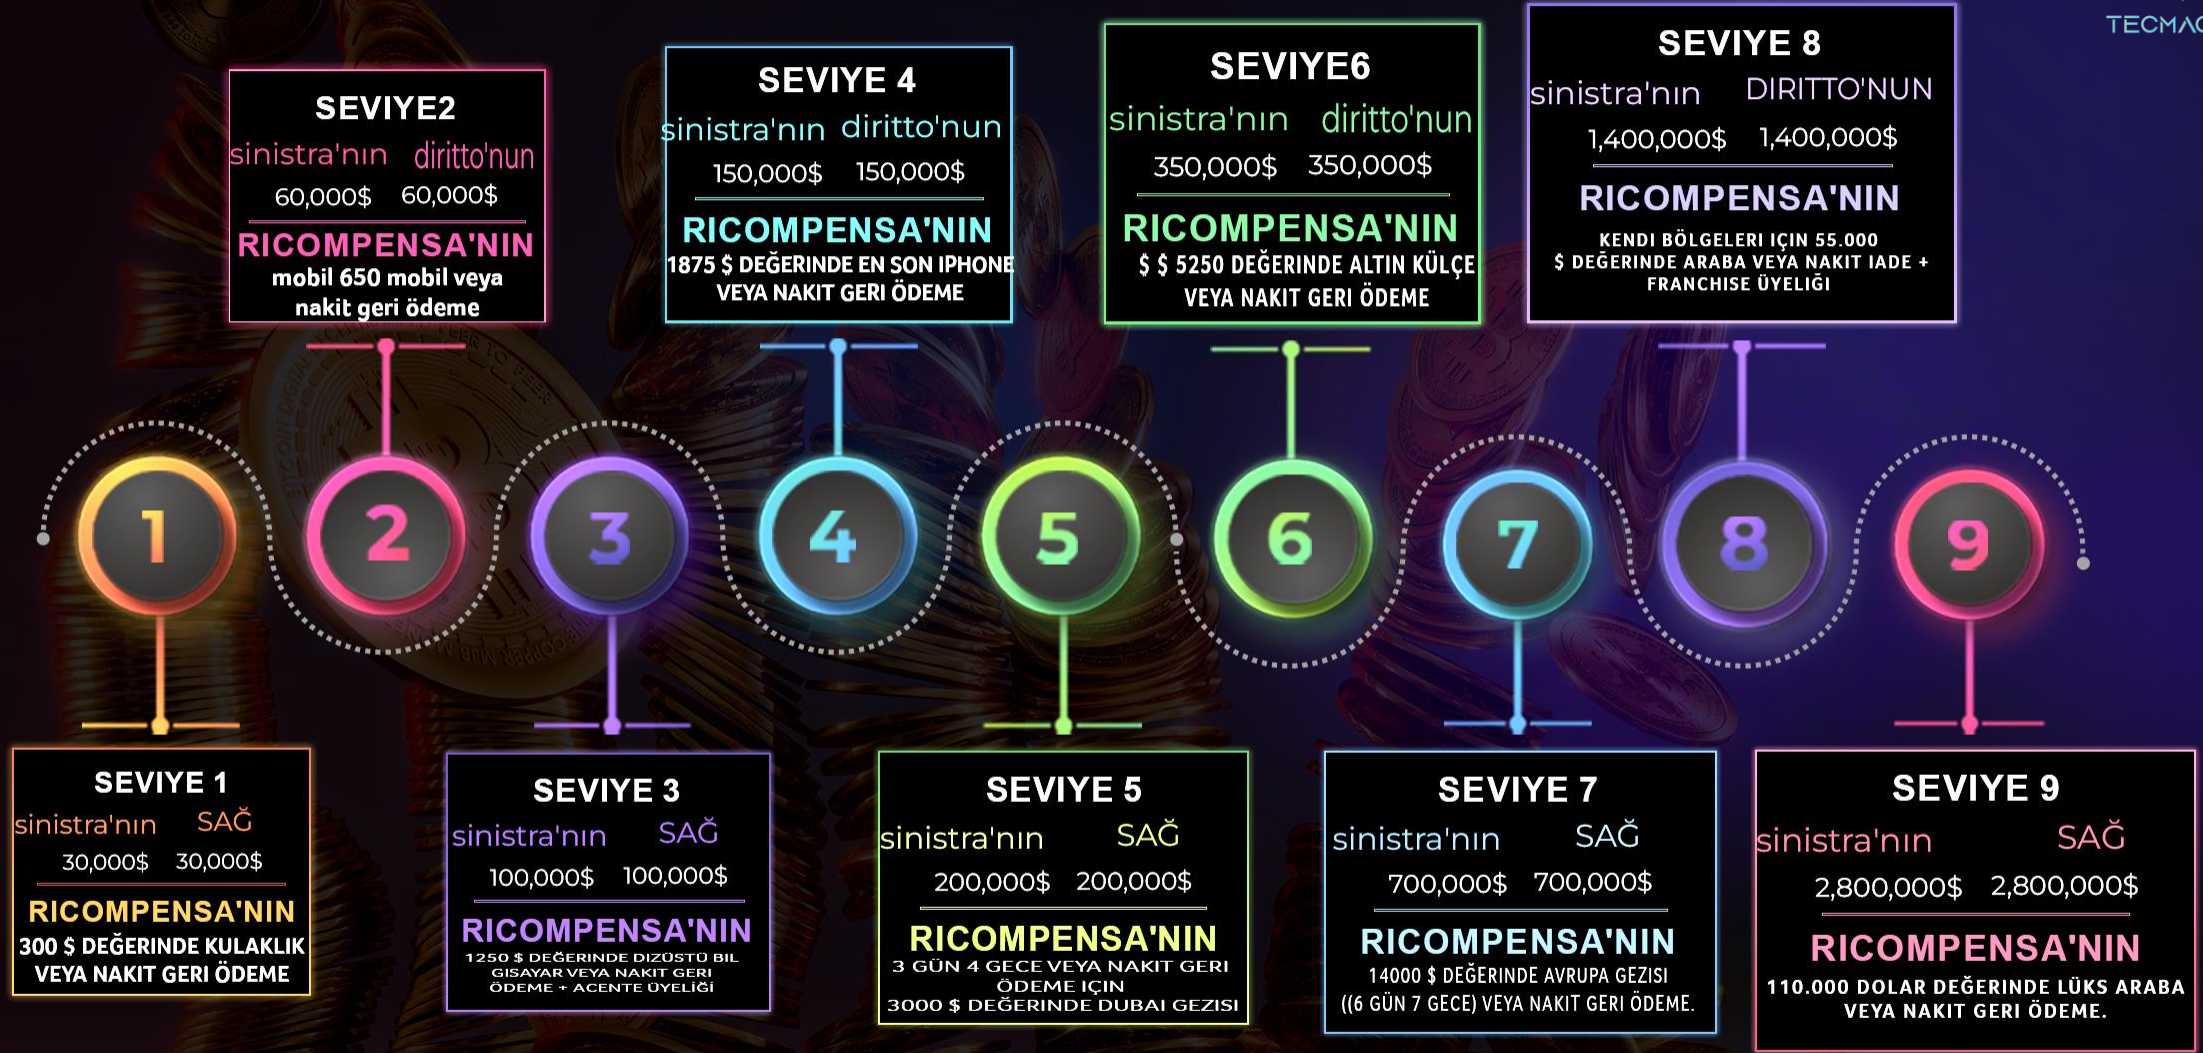 TECMAC
SEVIYE2
sinistra'nın diritto'nun
60,000$ 60,000$
RICOMPENSA'NIN
mobil 650 mobil veya
nakit geri ödeme
SEVIYE 4
sinistra'nın diritto'nun
150,000$ 150,000$
RICOMPENSA'NIN
1875 $ DEĞERINDE EN SON IPHONE
VEYA NAKIT GERI ÖDEME
SEVIYE6
sinistra'nın diritto'nun
350,000$ 350,000$
RICOMPENSA'NIN
$ $ 5250 DEĞERINDE ALTIN KÜLÇE
VEYA NAKIT GERI ÖDEME
SEVIYE 8
sinistra'nın DIRITTO'NUN
1,400,000$ 1,400,000$
RICOMPENSA'NIN
KENDI BÖLGELERI IÇIN 55.000
$ DEĞERINDE ARABA VEYA NAKIT IADE +
FRANCHISE ÜYELIĞI
1 2 3 4 5 6 7 8 9
SEVIYE 1
sinistra'nın SAĞ
30,000$ 30,000$
RICOMPENSA'NIN
300 $ DEĞERINDE KULAKLIK
VEYA NAKIT GERI ÖDEME
SEVIYE 3
sinistra'nın SAĞ
100,000$ 100,000$
RICOMPENSA'NIN
1250 $ DEĞERINDE DIZÜSTÜ BIL
GISAYAR VEYA NAKIT GERI
ÖDEME + ACENTE ÜYELIĞI
SEVIYE 5
sinistra'nın SAĞ
200,000$ 200,000$
RICOMPENSA'NIN
3 GÜN 4 GECE VEYA NAKIT GERI
ÖDEME IÇIN
3000 $ DEĞERINDE DUBAI GEZISI
SEVIYE 7
sinistra'nın SAĞ
700,000$ 700,000$
RICOMPENSA'NIN
14000 $ DEĞERINDE AVRUPA GEZISI
((6 GÜN 7 GECE) VEYA NAKIT GERI ÖDEME.
SEVIYE 9
sinistra'nın SAĞ
2,800,000$ 2,800,000$
RICOMPENSA'NIN
110.000 DOLAR DEĞERINDE LÜKS ARABA
VEYA NAKIT GERI ÖDEME.